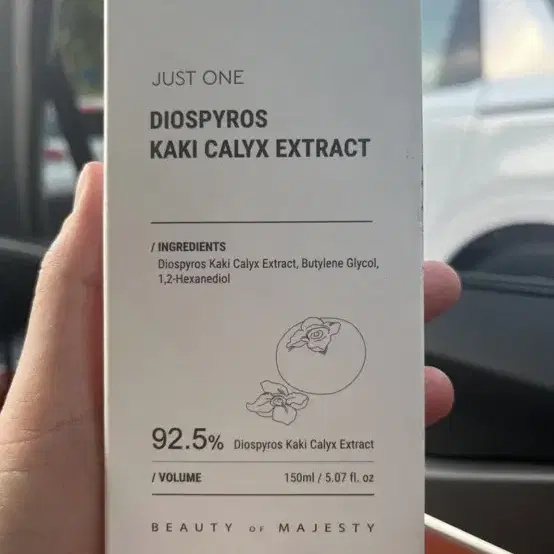 JUST ONE
DIOSPYROS
KAKI CALYX EXTRACT
/ INGREDIENTS
Diospyros Kaki Calyx Extract, Butylene Glycol,
1,2-Hexanediol
92.5% Diospyros Kaki Calyx Extract
/ VOLUME 150ml / 5.07 fl. oz
BEAUTY OF MAJESTY